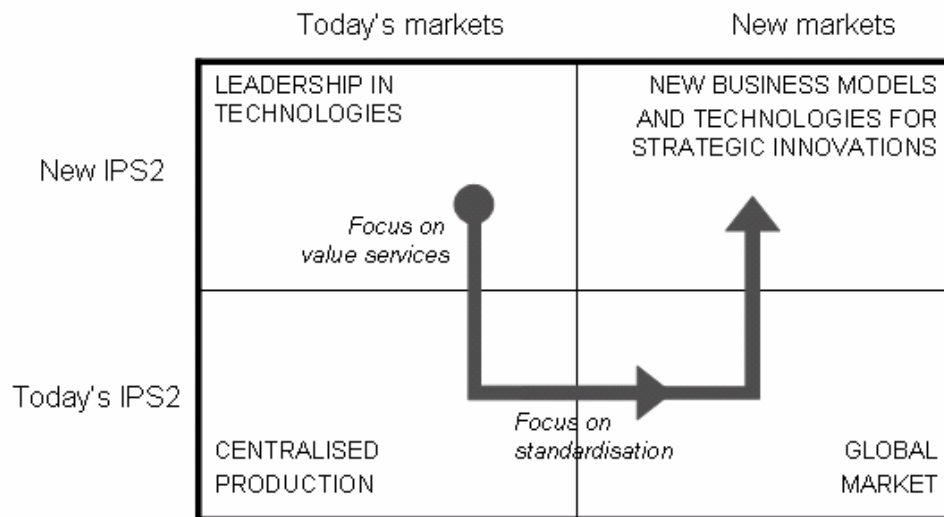 Today's markets
New markets
LEADERSHIP IN
TECHNOLOGIES
NEW BUSINESS MODELS
AND TECHNOLOGIES FOR
STRATEGIC INNOVATIONS
New IPS2
Focus on
value services
Today's IPS2
Focus on
standardisation
CENTRALISED
PRODUCTION
GLOBAL
MARKET